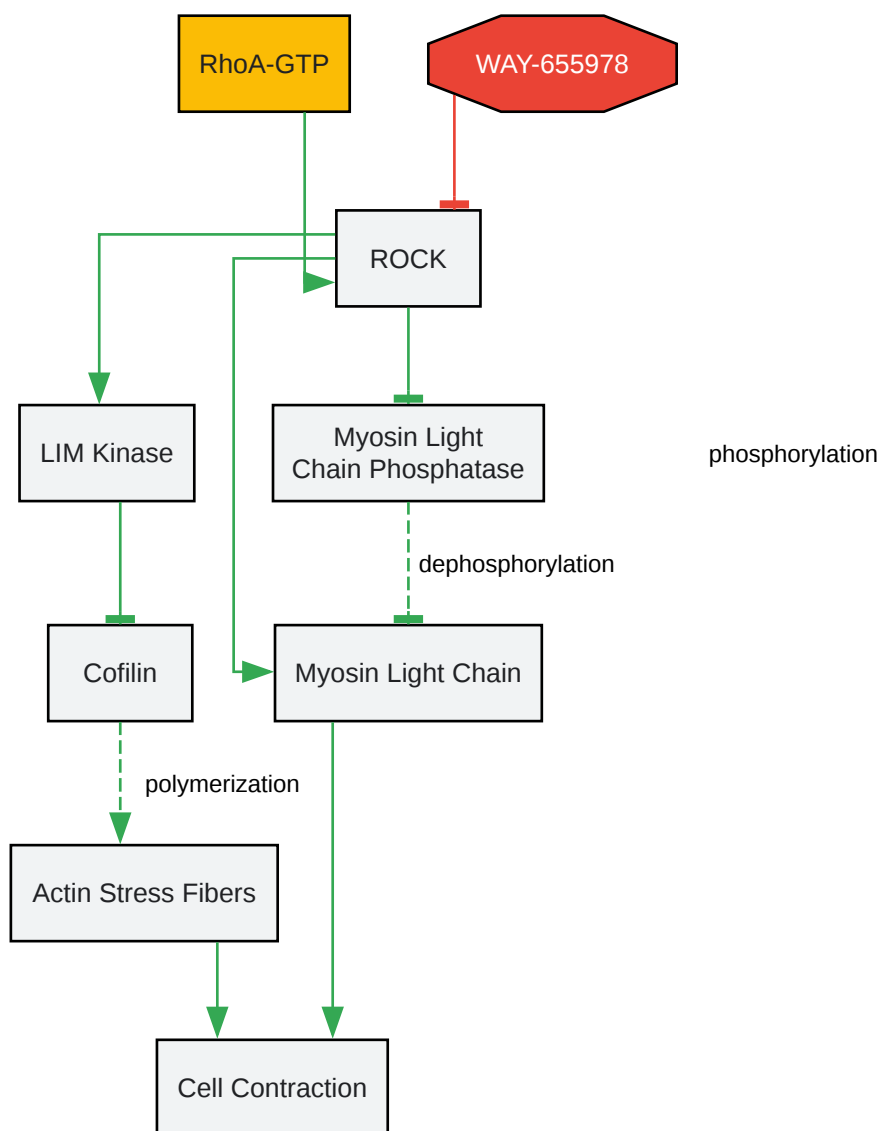 RhoA-GTP
WAY-655978
ROCK
LIM Kinase
Myosin Light
Chain Phosphatase
phosphorylation
dephosphorylation
Cofilin
Myosin Light Chain
polymerization
Actin Stress Fibers
Cell Contraction